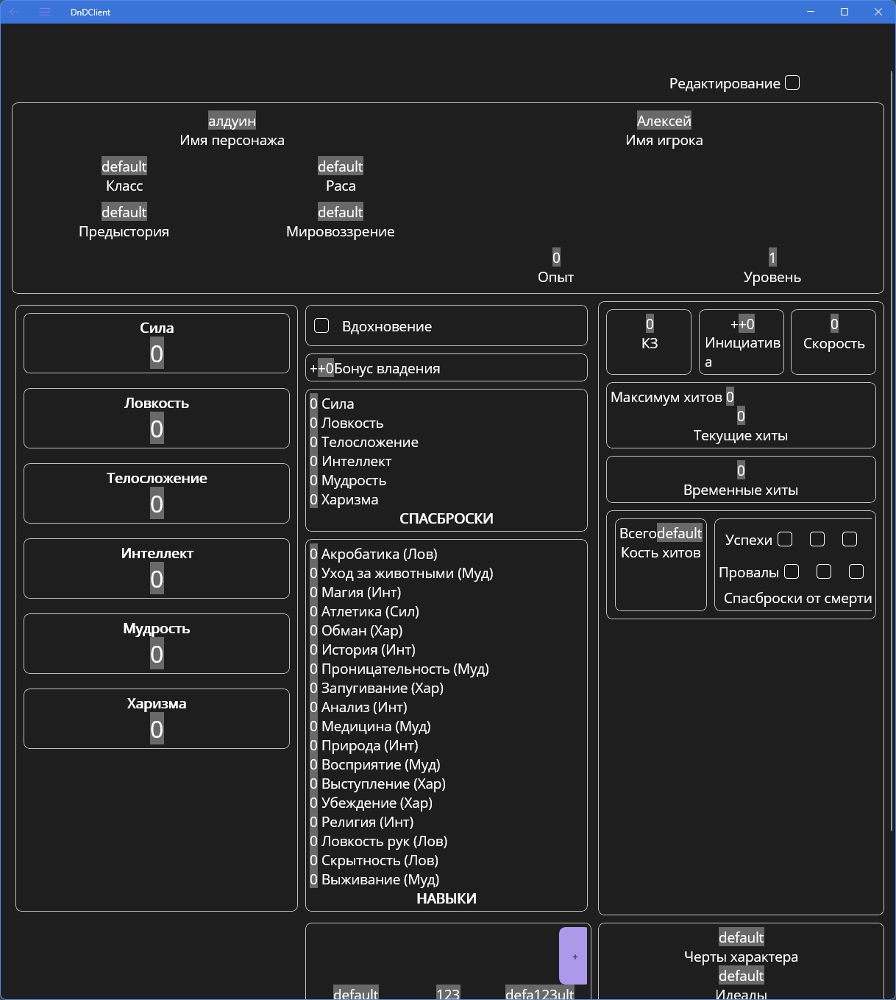 DnDClient
Редактирование
алдуин
Имя персонажа
Алексей
Имя игрока
default
Класс
default
Раса
default
Предыстория
default
Мировоззрение
0
Опыт
1
Уровень
Сила
0
Ловкость
0
Телосложение
0
Интеллект
0
Мудрость
0
Харизма
0
Вдохновение
++0Бонус владения
0 Сила
0 Ловкость
0 Телосложение
0 Интеллект
0 Мудрость
0 Харизма
СПАСБРОСКИ
0 Акробатика (Лов)
0 Уход за животными (Муд)
0 Магия (Инт)
0 Атлетика (Сил)
0 Обман (Хар)
0 История (Инт)
0 Проницательность (Муд)
0 Запугивание (Хар)
0 Анализ (Инт)
0 Медицина (Муд)
0 Природа (Инт)
0 Восприятие (Муд)
0 Выступление (Хар)
0 Убеждение (Хар)
0 Религия (Инт)
0 Ловкость рук (Лов)
0 Скрытность (Лов)
0 Выживание (Муд)
НАВЫКИ
0
КЗ
++0
Инициатив
а
0
Скорость
Максимум хитов 0
0
Текущие хиты
0
Временные хиты
Всегоdefault
Кость хитов
Успехи
Провалы
Спасброски от смерти
+
default 123 defa123ult
default
Черты характера
default
Идеалы